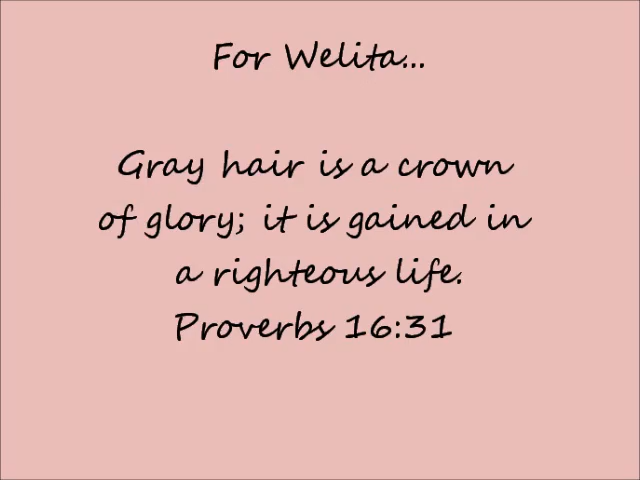 For Welita...
Gray hair is a crown
of glory; it is gained in
a righteous life.
Proverbs 16:31